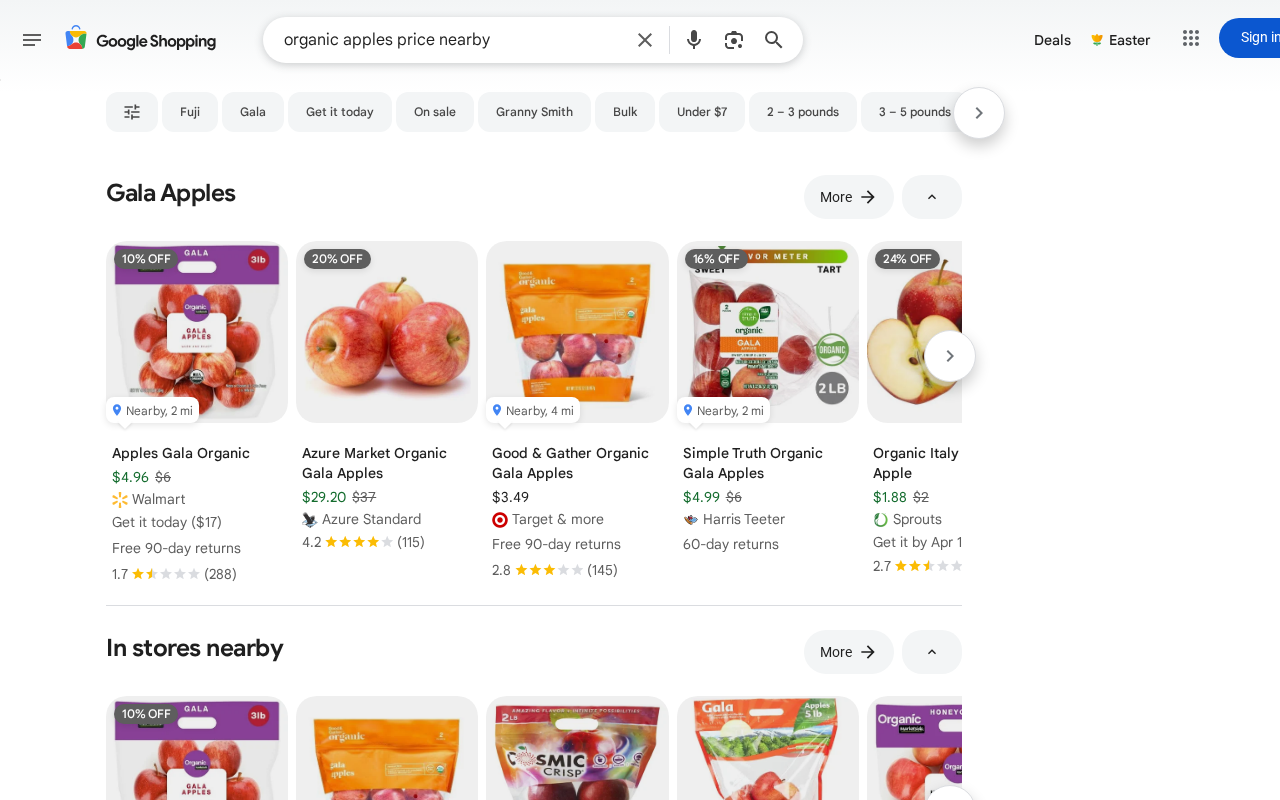 Google Shopping
organic apples price nearby
Deals
Easter
Sign in
Fuji
Gala
Get it today
On sale
Granny Smith
Bulk
Under $7
2 – 3 pounds
3 – 5 pounds
Gala Apples
More
10% OFF
GALA
3lb
Organic
GALA
APPLES
Nearby, 2 mi
Apples Gala Organic
$4.96 $6
Walmart
Get it today ($17)
Free 90-day returns
1.7 (288)
20% OFF
Azure Market Organic
Gala Apples
$29.20 $37
Azure Standard
4.2 (115)
organic
gala
apples
Nearby, 4 mi
Good & Gather Organic
Gala Apples
$3.49
Target & more
Free 90-day returns
2.8 (145)
16% OFF
VOR METER
SWEET
TART
organic
GALA
ORGANIC
2 LB
Nearby, 2 mi
Simple Truth Organic
Gala Apples
$4.99 $6
Harris Teeter
60-day returns
24% OFF
Organic Italy
Apple
$1.88 $2
Sprouts
Get it by Apr 1
2.7
In stores nearby
More
10% OFF
GALA
3lb
Organic
GALA
APPLES
organic
gala
apples
AMAZING FLAVOR
INFINITE POSSIBILITIES
2 LB
SMIC
CRISP
Gala
Apples
5 lb
HONEYC
Organic